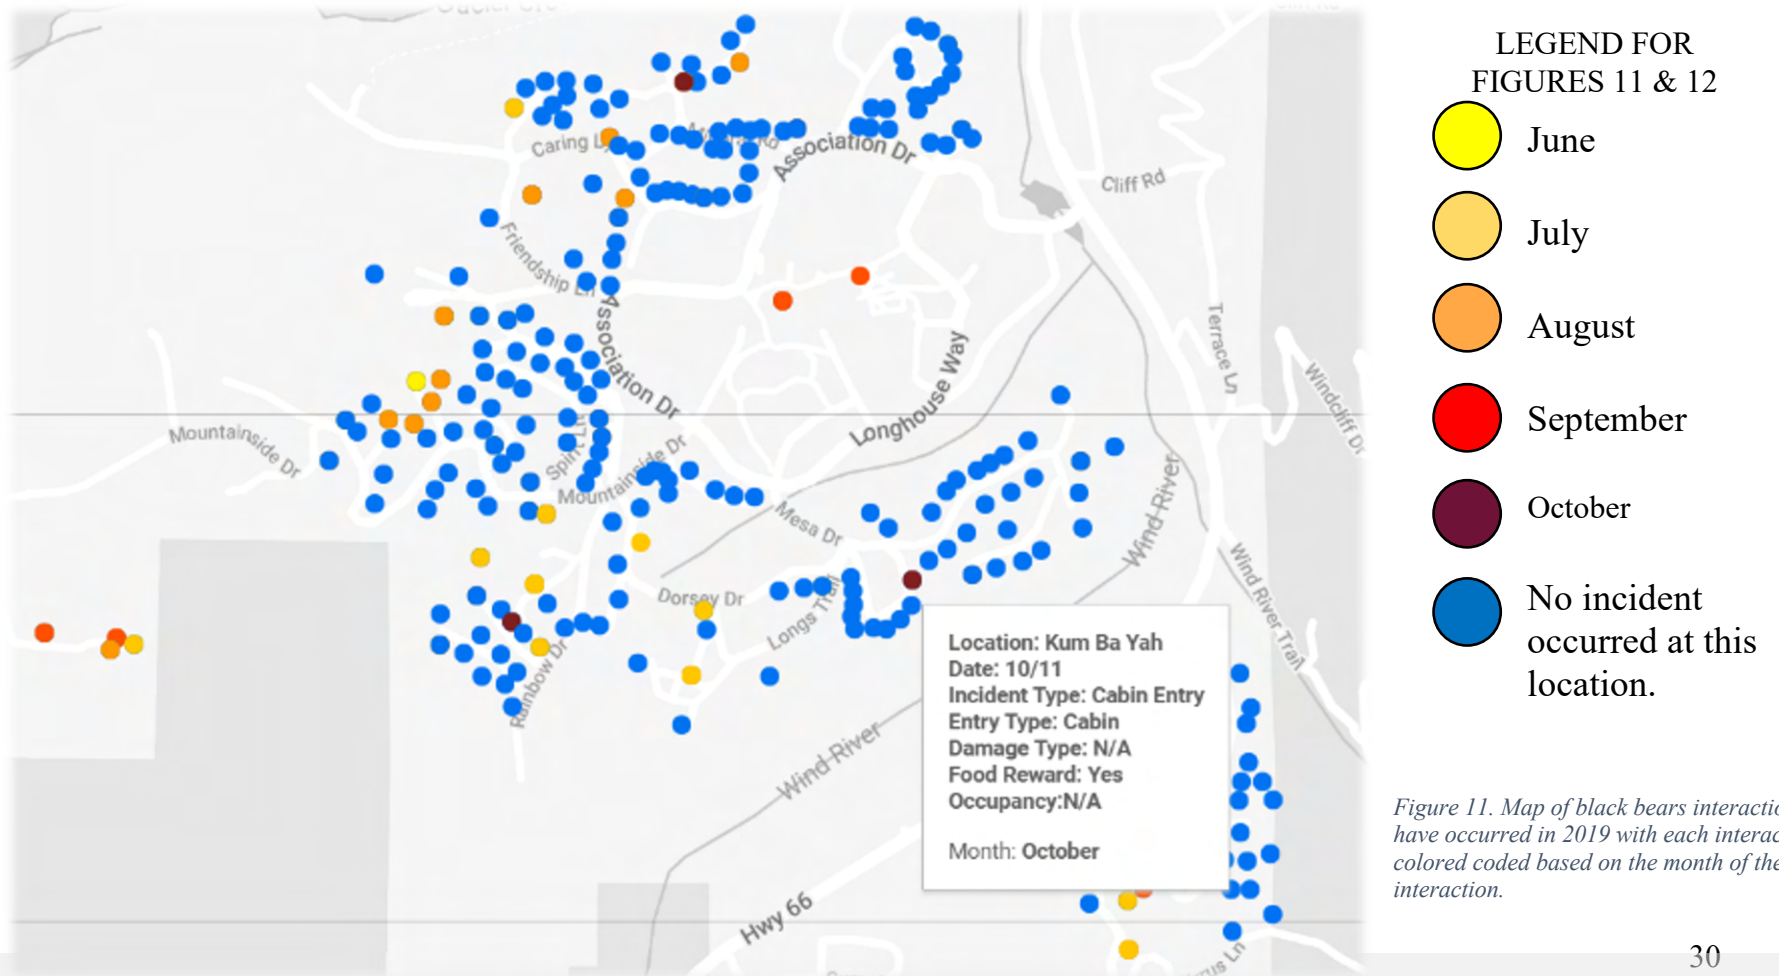 Caring
Association Dr
Cliff Rd
Friendship Ln
Association Dr
Terrace Ln
Longhouse Way
Windcliff Dr
Mountainside Dr
Spirit Ln
Mountainside Dr
Mesa Dr
Wind River
Wind River Trail
Dorsey Dr
Longs Trail
Rainbow Dr
Wind River
Hwy 66
Location: Kum Ba Yah
Date: 10/11
Incident Type: Cabin Entry
Entry Type: Cabin
Damage Type: N/A
Food Reward: Yes
Occupancy:N/A
Month: October
LEGEND FOR
FIGURES 11 & 12
June
July
August
September
October
No incident
occurred at this
location.
Figure 11. Map of black bears
have occurred in 2019 with each
colored coded based on the month of the
interaction.
30